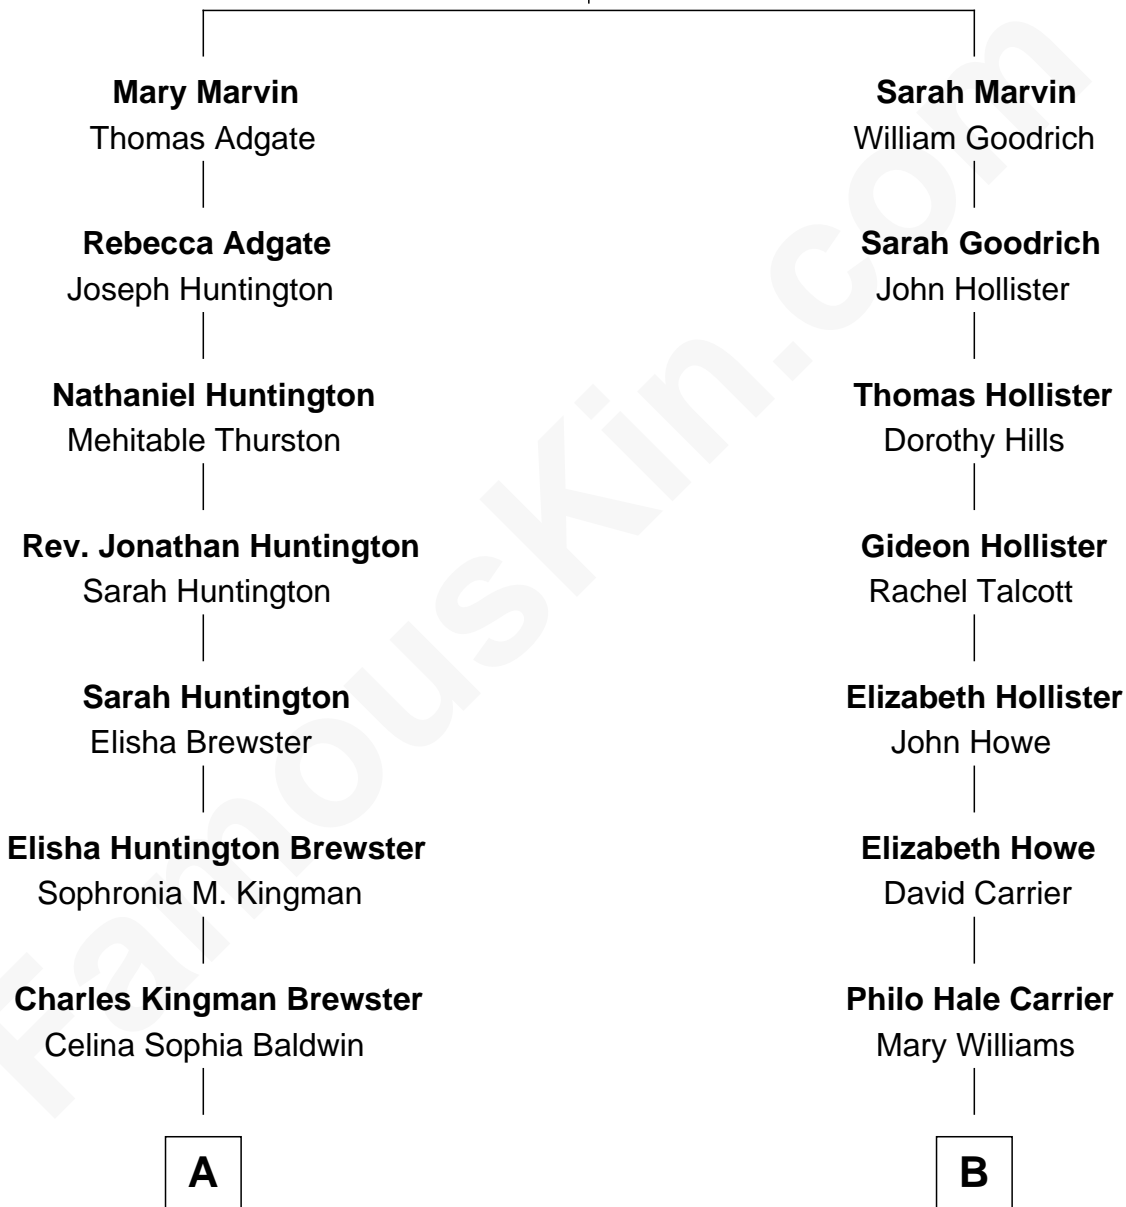 Mary Marvin
Thomas Adgate
Rebecca Adgate
Joseph Huntington
Nathaniel Huntington
Mehitable Thurston
Rev. Jonathan Huntington
Sarah Huntington
Sarah Huntington
Elisha Brewster
Elisha Huntington Brewster
Sophronia M. Kingman
Charles Kingman Brewster
Celina Sophia Baldwin
A
Sarah Marvin
William Goodrich
Sarah Goodrich
John Hollister
Thomas Hollister
Dorothy Hills
Gideon Hollister
Rachel Talcott
Elizabeth Hollister
John Howe
Elizabeth Howe
David Carrier
Philo Hale Carrier
Mary Williams
B
FamousKin.com